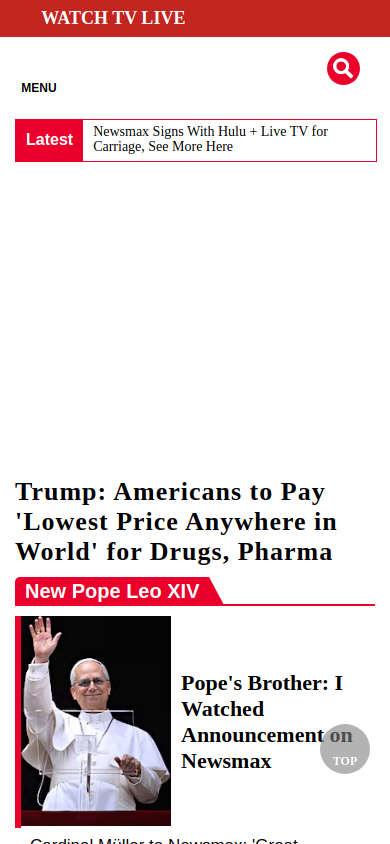 WATCH TV LIVE
MENU
Latest
Newsmax Signs With Hulu + Live TV for
Carriage, See More Here
Trump: Americans to Pay
'Lowest Price Anywhere in
World' for Drugs, Pharma
New Pope Leo XIV
Pope's Brother: I
Watched
Announcement on
Newsmax
TOP
Cardinal Müller to Newsmax: 'Great